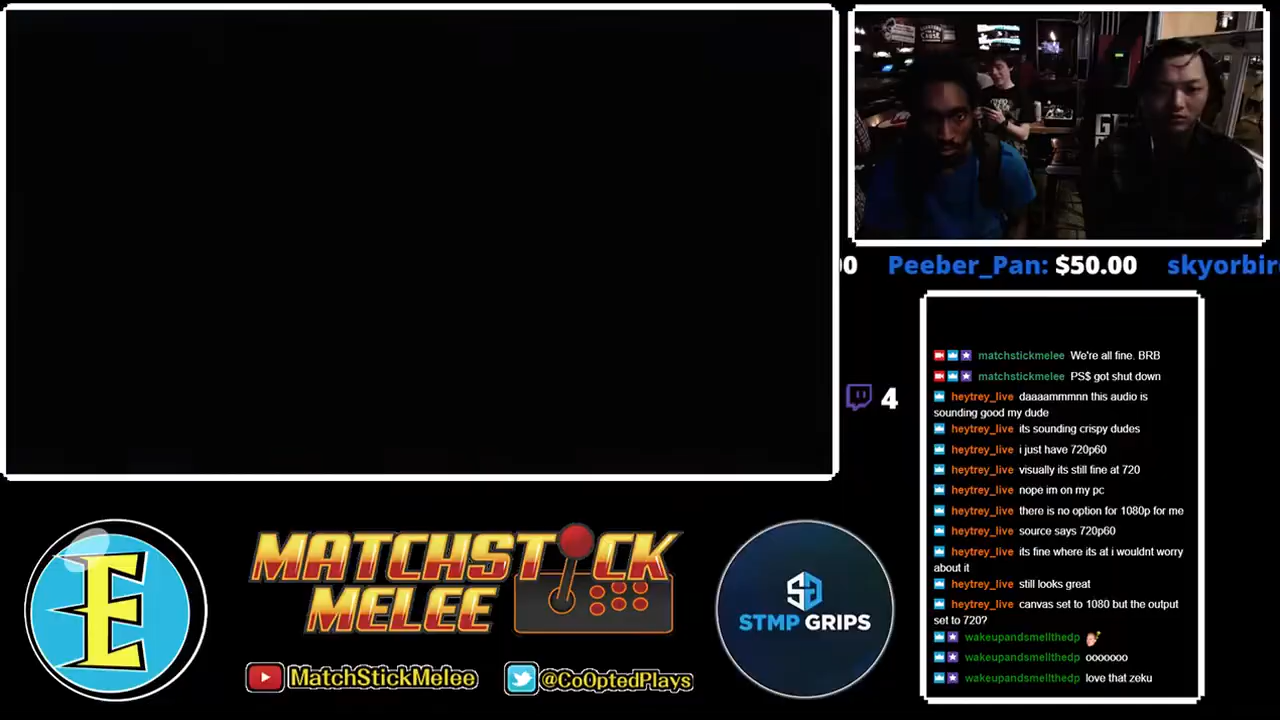 00 Peeber_Pan: $50.00 skyorbir
4
matchstickmelee We're all fine. BRB
matchstickmelee PS$ got shut down
heytrey_live daaaammmnn this audio is
sounding good my dude
heytrey_live its sounding crispy dudes
heytrey_live i just have 720p60
heytrey_live visually its still fine at 720
heytrey_live nope im on my pc
heytrey_live there is no option for 1080p for me
heytrey_live source says 720p60
heytrey_live its fine where its at i wouldnt worry
about it
heytrey_live still looks great
heytrey_live canvas set to 1080 but the output
set to 720?
wakeupandsmellthedp
wakeupandsmellthedp ooooooo
wakeupandsmellthedp love that zeku
E
MATCHSTICK
MELEE
STMP GRIPS
MatchStickMelee
@CoOptedPlays